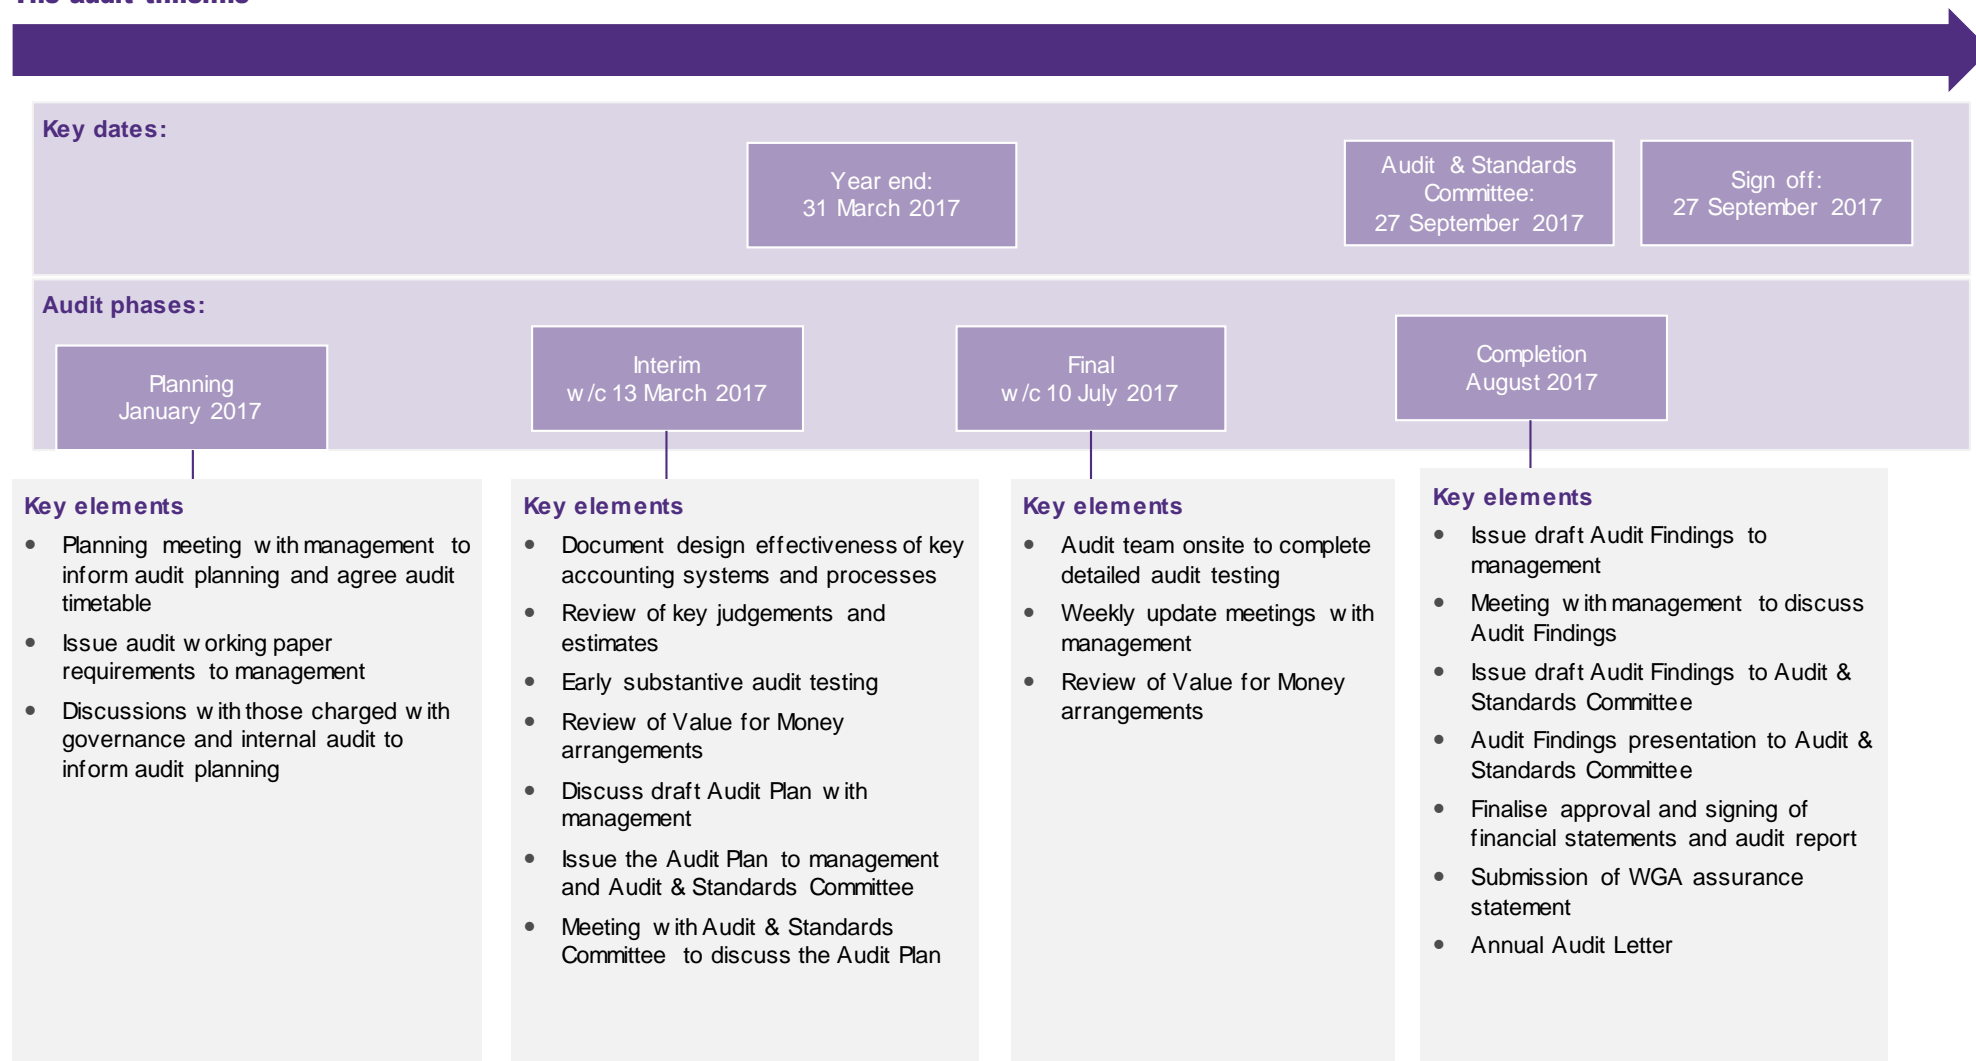 The audit timeline
Key dates:
Year end:
31 March 2017
Audit & Standards
Committee:
27 September 2017
Sign off:
27 September 2017
Audit phases:
Planning
January 2017
Interim
w/c 13 March 2017
Final
w/c 10 July 2017
Completion
August 2017
Key elements
• Planning meeting with management to
inform audit planning and agree audit
timetable
• Issue audit working paper
requirements to management
• Discussions with those charged with
governance and internal audit to
inform audit planning
Key elements
• Document design effectiveness of key
accounting systems and processes
• Review of key judgements and
estimates
• Early substantive audit testing
• Review of Value for Money
arrangements
• Discuss draft Audit Plan with
management
• Issue the Audit Plan to management
and Audit & Standards Committee
• Meeting with Audit & Standards
Committee to discuss the Audit Plan
Key elements
• Audit team onsite to complete
detailed audit testing
• Weekly update meetings with
management
• Review of Value for Money
arrangements
Key elements
• Issue draft Audit Findings to
management
• Meeting with management to discuss
Audit Findings
• Issue draft Audit Findings to Audit &
Standards Committee
• Audit Findings presentation to Audit &
Standards Committee
• Finalise approval and signing of
financial statements and audit report
• Submission of WGA assurance
statement
• Annual Audit Letter